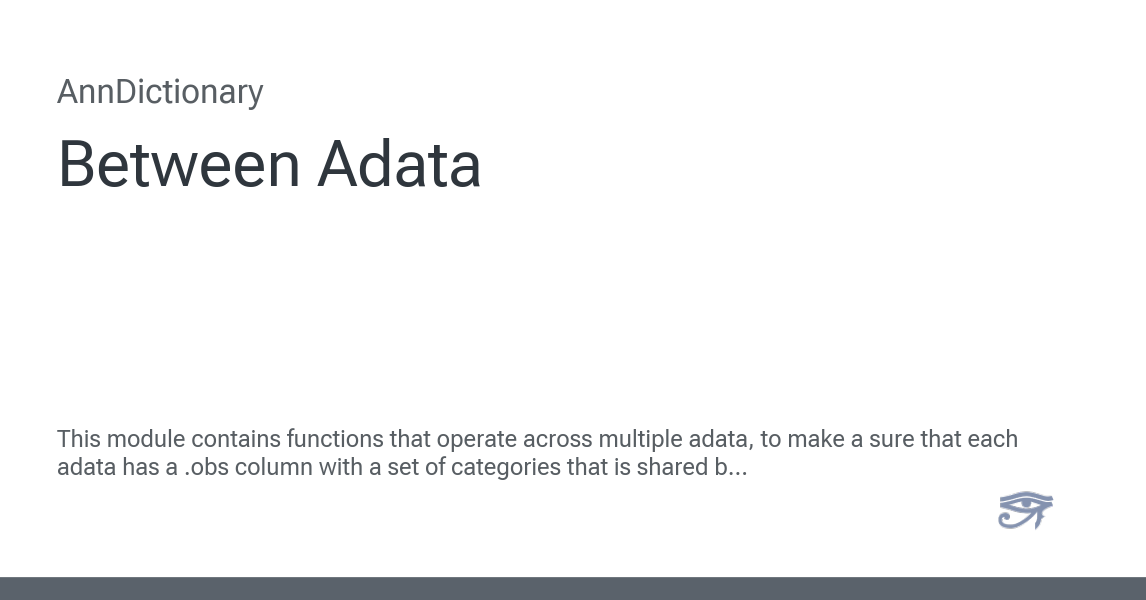 AnnDictionary
Between Adata
This module contains functions that operate across multiple adata, to make a sure that each
adata has a .obs column with a set of categories that is shared b...